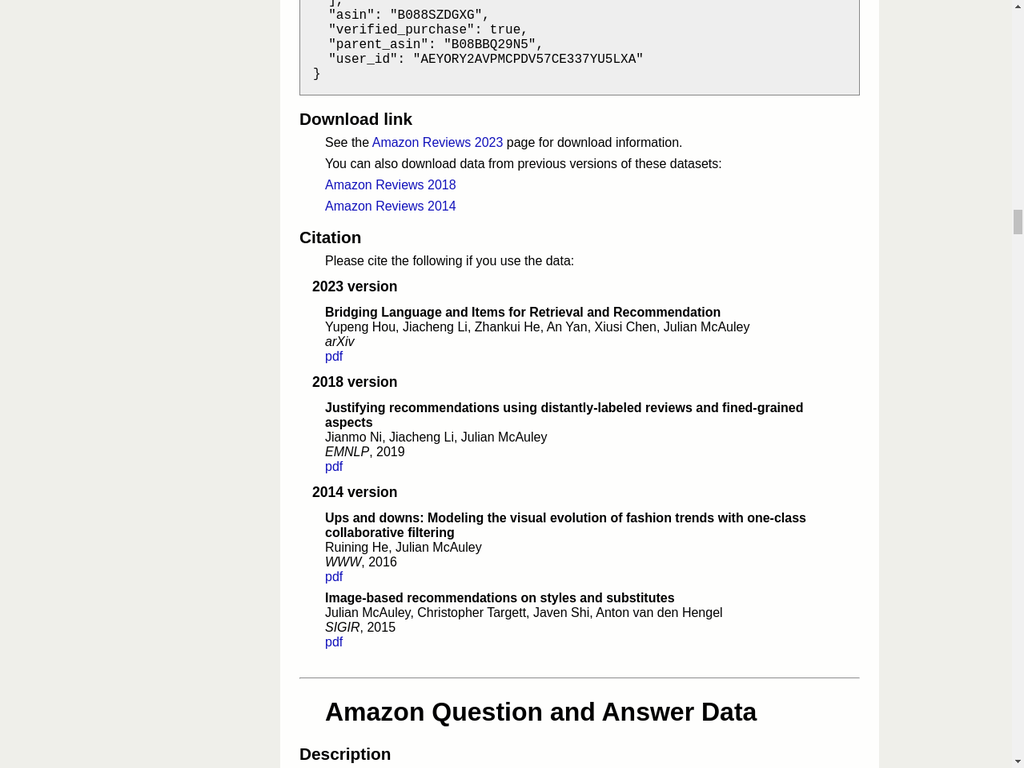 ],
"asin": "B088SZDGXG",
"verified_purchase": true,
"parent_asin": "B08BBQ29N5",
"user_id": "AEYORY2AVPMCPDV57CE337YU5LXA"
}
Download link
See the Amazon Reviews 2023 page for download information.
You can also download data from previous versions of these datasets:
Amazon Reviews 2018
Amazon Reviews 2014
Citation
Please cite the following if you use the data:
2023 version
Bridging Language and Items for Retrieval and Recommendation
Yupeng Hou, Jiacheng Li, Zhankui He, An Yan, Xiusi Chen, Julian McAuley
arXiv
pdf
2018 version
Justifying recommendations using distantly-labeled reviews and fined-grained
aspects
Jianmo Ni, Jiacheng Li, Julian McAuley
EMNLP, 2019
pdf
2014 version
Ups and downs: Modeling the visual evolution of fashion trends with one-class
collaborative filtering
Ruining He, Julian McAuley
WWW, 2016
pdf
Image-based recommendations on styles and substitutes
Julian McAuley, Christopher Targett, Javen Shi, Anton van den Hengel
SIGIR, 2015
pdf
Amazon Question and Answer Data
Description